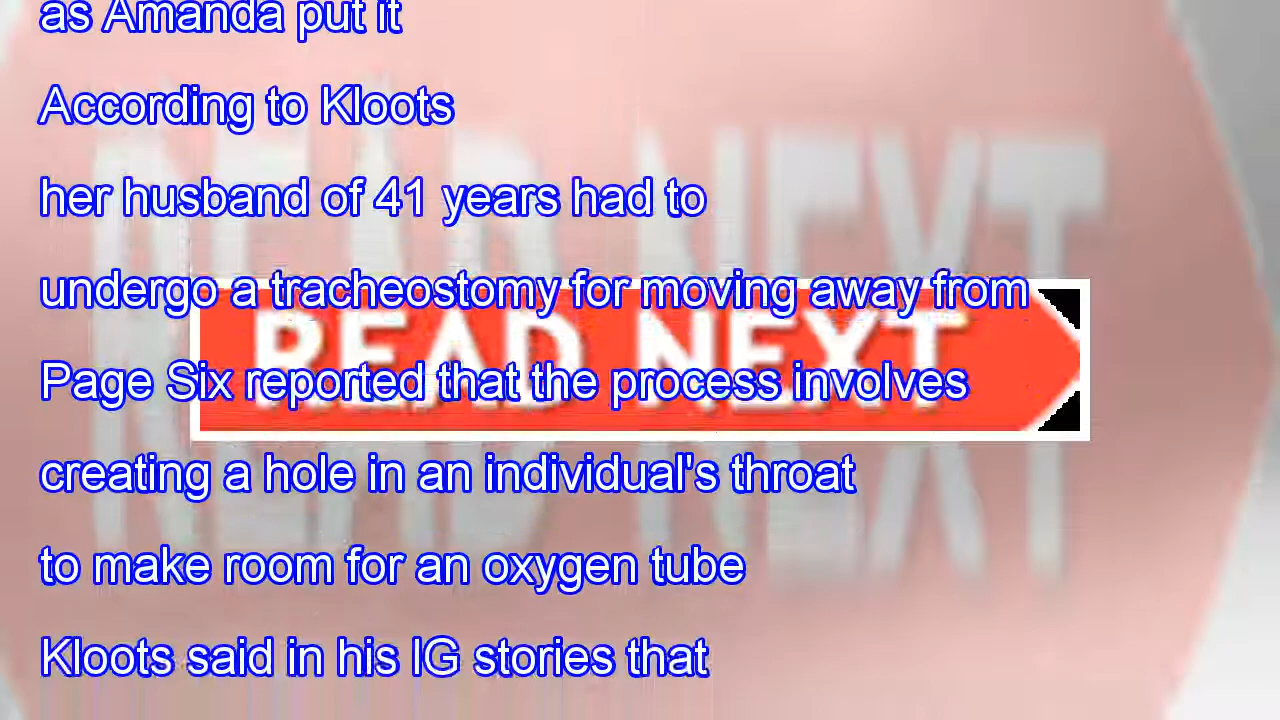 as Amanda put it
According to Kloots
her husband of 41 years had to
undergo a tracheostomy for moving away from
READ NEXT
Page Six reported that the process involves
creating a hole in an individual's throat
to make room for an oxygen tube
Kloots said in his IG stories that